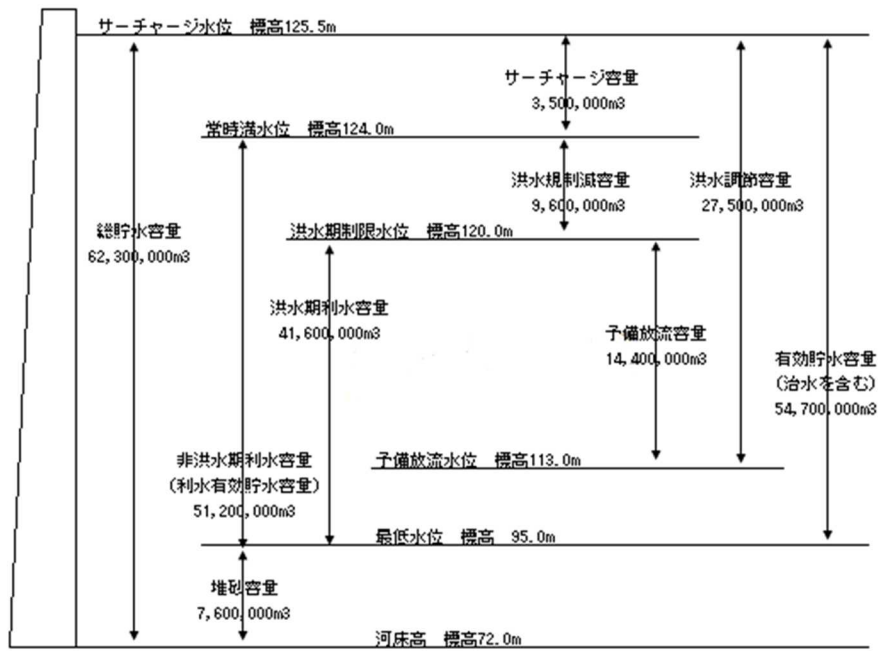 サーチャージ水位 標高125.5m
サーチャージ容量
3,500,000m3
常時満水位 標高124.0m
洪水規制減容量
9,600,000m3
洪水調節容量
27,500,000m3
総貯水容量
62,300,000m3
洪水期制限水位 標高120.0m
洪水期利水容量
41,600,000m3
予備放流容量
14,400,000m3
有効貯水容量
(治水を含む)
54,700,000m3
非洪水期利水容量
(利水有効貯水容量)
51,200,000m3
予備放流水位 標高113.0m
最低水位 標高 95.0m
堆砂容量
7,600,000m3
河床高 標高72.0m